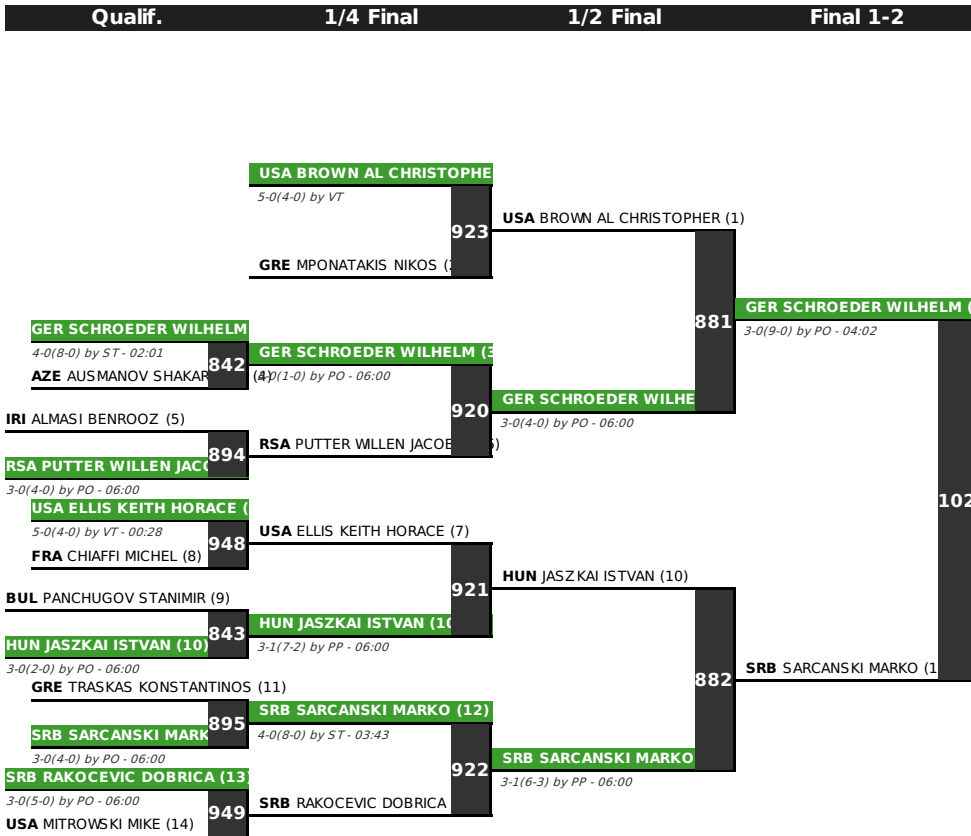 Qualif. 1/4 Final 1/2 Final Final 1-2
USA BROWN AL CHRISTOPHE
5-0(4-0) by VT
923
GRE MPONATAKIS NIKOS (
USA BROWN AL CHRISTOPHER (1)
881
GER SCHROEDER WILHELM (
3-0(9-0) by PO - 04:02
GER SCHROEDER WILHELM
4-0(8-0) by ST - 02:01
842
AZE AUSMANOV SHAKAR (4)
GER SCHROEDER WILHELM (3
(1-0) by PO - 06:00
920
RSA PUTTER WILLEN JACOB
GER SCHROEDER WILHE
3-0(4-0) by PO - 06:00
IRI ALMASI BENROOZ (5)
894
RSA PUTTER WILLEN JACO
3-0(4-0) by PO - 06:00
USA ELLIS KEITH HORACE (
5-0(4-0) by VT - 00:28
948
FRA CHIAFFI MICHEL (8)
USA ELLIS KEITH HORACE (7)
921
HUN JASZKAI ISTVAN (10
3-1(7-2) by PP - 06:00
HUN JASZKAI ISTVAN (10)
882
102
BUL PANCHUGOV STANIMIR (9)
843
HUN JASZKAI ISTVAN (10)
3-0(2-0) by PO - 06:00
GRE TRASKAS KONSTANTINOS (11)
895
SRB SARCANSKI MARK
3-0(4-0) by PO - 06:00
SRB SARCANSKI MARKO (12)
4-0(8-0) by ST - 03:43
922
SRB RAKOCEVIC DOBRICA
SRB SARCANSKI MARKO
3-1(6-3) by PP - 06:00
SRB SARCANSKI MARKO (1
SRB RAKOCEVIC DOBRICA (13)
3-0(5-0) by PO - 06:00
949
USA MITROWSKI MIKE (14)